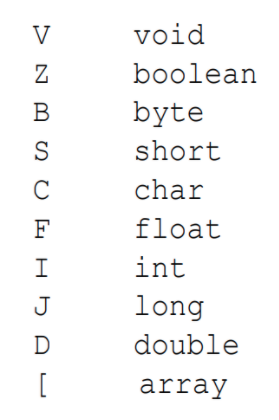 V void
Z boolean
B byte
S short
C char
F float
I int
J long
D double
[ array